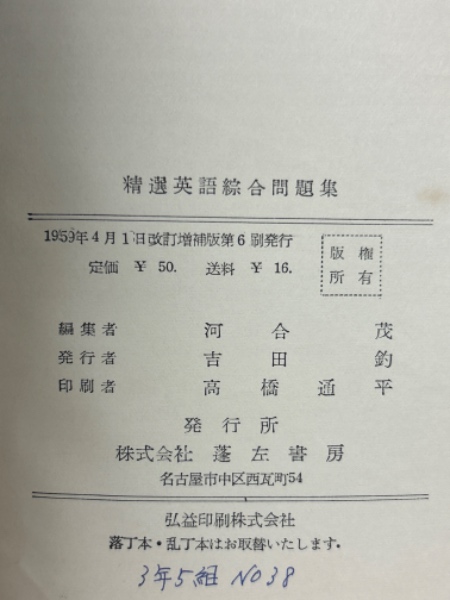 精選英語綜合問題集
1959年4月1日改訂増補版第6刷発行
定価 ¥ 50. 送料 ¥ 16.
版権
所有
編集者 河合茂
発行者 吉田釣
印刷者 高橋通平
発行所
株式会社 蓬左書房
名古屋市中区西瓦町54
弘益印刷株式会社
落丁本・乱丁本はお取替いたします.
3年5組 NO38